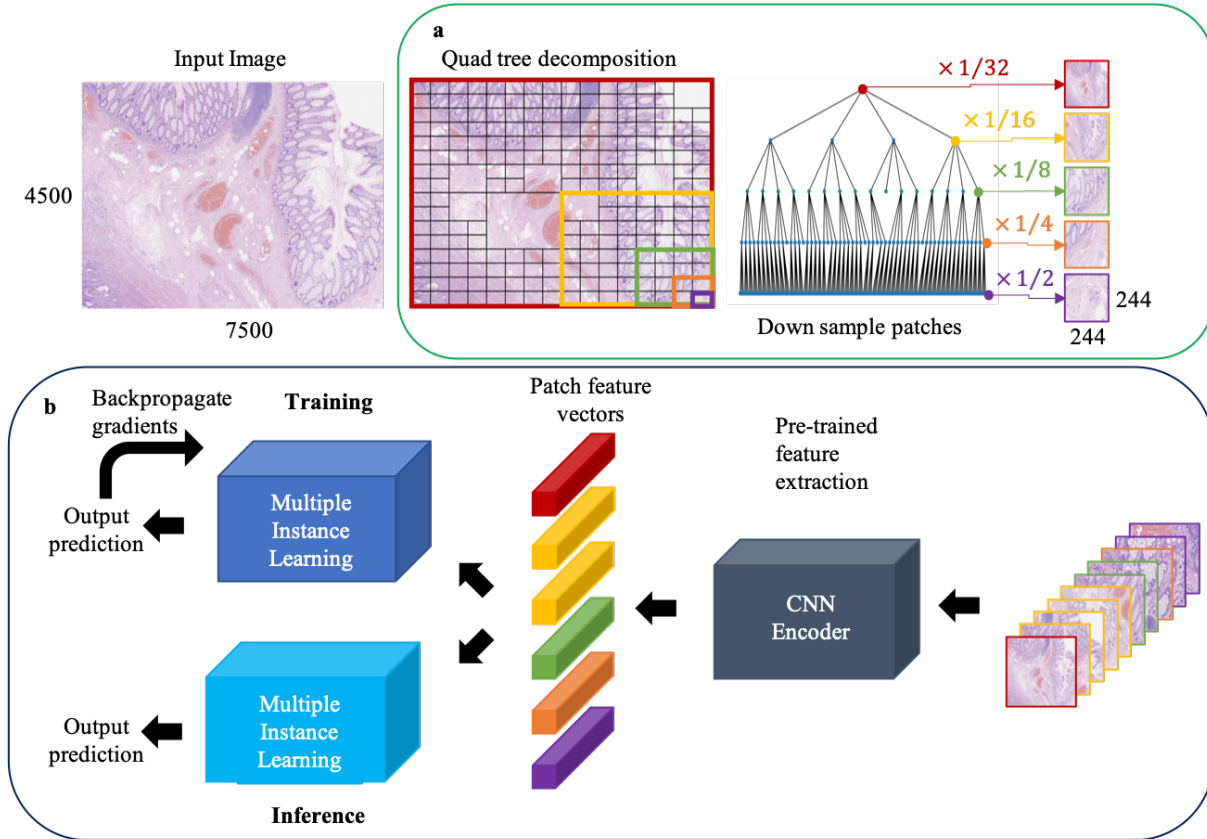 Input Image
4500
7500
a
Quad tree decomposition
× 1/32
× 1/16
× 1/8
× 1/4
× 1/2
244
244
Down sample patches
b
Backpropagate
gradients
Training
Multiple
Instance
Learning
Output
prediction
Patch feature
vectors
Pre-trained
feature
extraction
CNN
Encoder
Multiple
Instance
Learning
Output
prediction
Inference